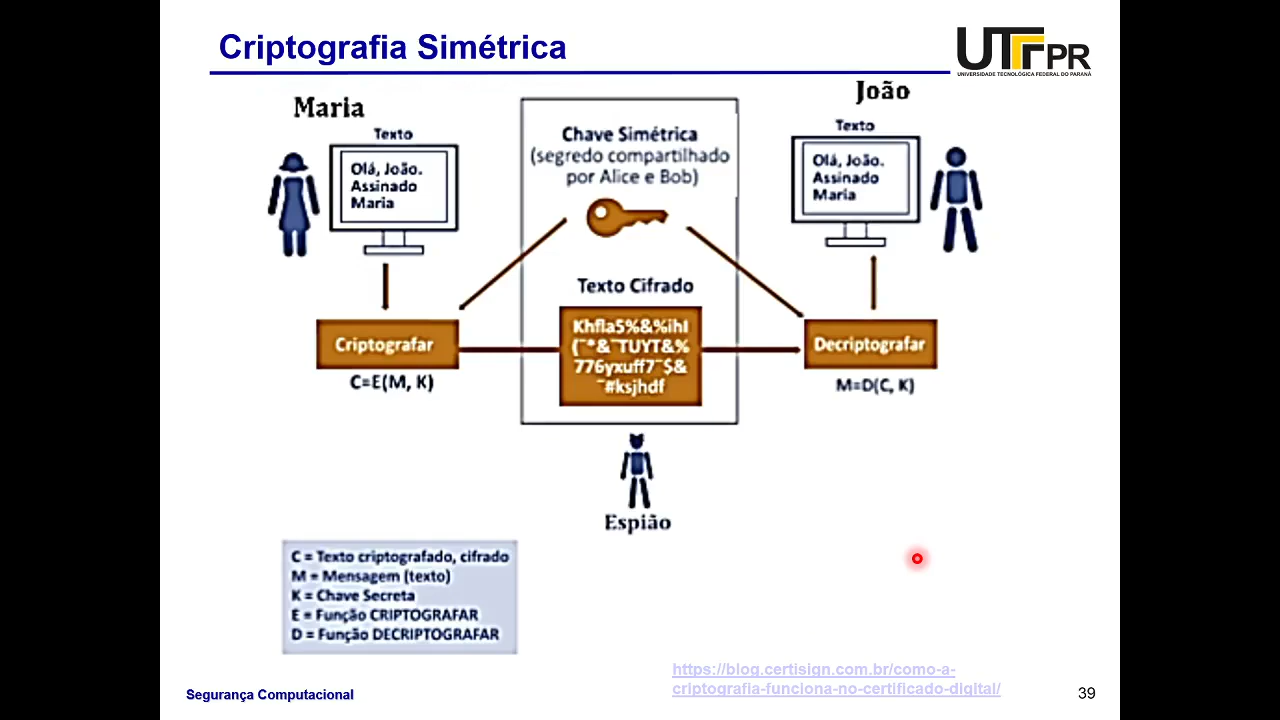 Criptografia Simétrica
UTFPR
UNIVERSIDADE TECNOLÓGICA FEDERAL DO PARANÁ
Maria
Texto
Olá, João.
Assinado
Maria
Chave Simétrica
(segredo compartilhado
por Alice e Bob)
João
Texto
Olá, João.
Assinado
Maria
Texto Cifrado
Criptografar
C=E(M, K)
Khfla5%&%ihl
(¨*&¨TUYT&%
776yxuff7¨$&
¨#ksjhdf
Decriptografar
M=D(C, K)
Espião
C = Texto criptografado, cifrado
M = Mensagem (texto)
K = Chave Secreta
E = Função CRIPTOGRAFAR
D = Função DECRIPTOGRAFAR
https://blog.certisign.com.br/como-a-
criptografia-funciona-no-certificado-digital/
Segurança Computacional
39